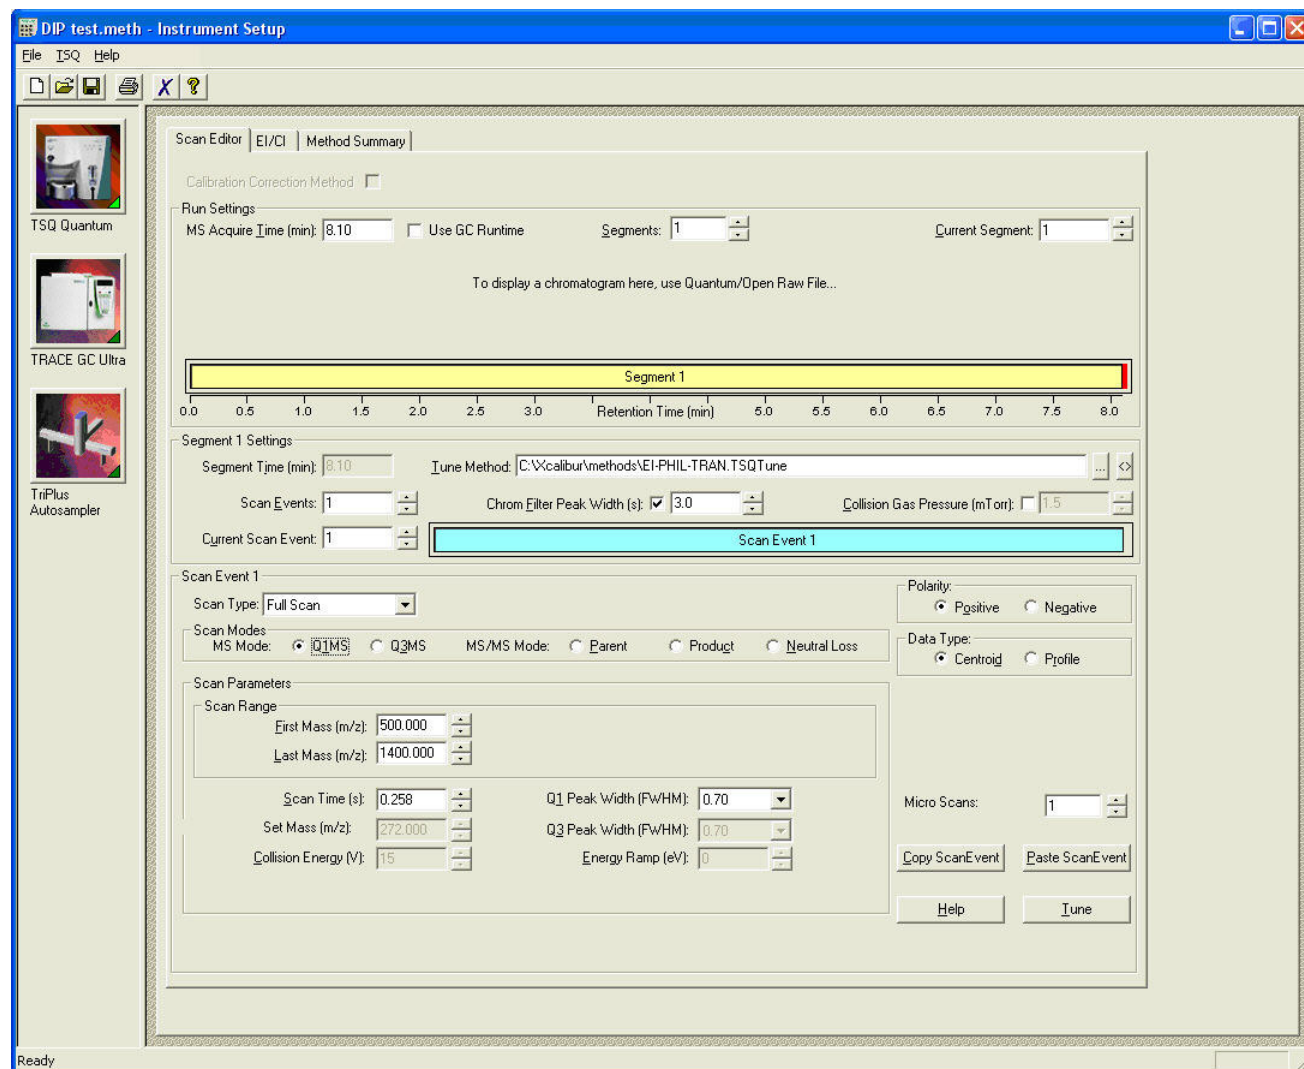 DIP test.meth - Instrument Setup
File TSQ Help
Scan Editor EI/CI Method Summary
Calibration Correction Method
TSQ Quantum
Run Settings
MS Acquire Time (min): 8.10 Use GC Runtime Segments: 1 Current Segment: 1
To display a chromatogram here, use Quantum/Open Raw File...
TRACE GC Ultra
Segment 1
0.0 0.5 1.0 1.5 2.0 2.5 3.0 Retention Time (min) 5.0 5.5 6.0 6.5 7.0 7.5 8.0
Segment 1 Settings
Segment Time (min): 8.10 Tune Method: C:\Xcalibur\methods\EI-PHIL-TRAN.TSQTune ... <>
TriPlus
Autosampler
Scan Events: 1 Chrom Filter Peak Width (s): 3.0 Collision Gas Pressure (mTorr): 1.5
Current Scan Event: 1 Scan Event 1
Scan Event 1
Scan Type: Full Scan
Polarity:
Positive Negative
Scan Modes
MS Mode: Q1MS Q3MS MS/MS Mode: Parent Product Neutral Loss
Data Type:
Centroid Profile
Scan Parameters
Scan Range
First Mass (m/z): 500.000
Last Mass (m/z): 1400.000
Scan Time (s): 0.258 Q1 Peak Width (FWHM): 0.70 Micro Scans: 1
Set Mass (m/z): 272.000 Q3 Peak Width (FWHM): 0.70
Collision Energy (V): 15 Energy Ramp (eV): 0 Copy ScanEvent Paste ScanEvent
Help Tune
Ready